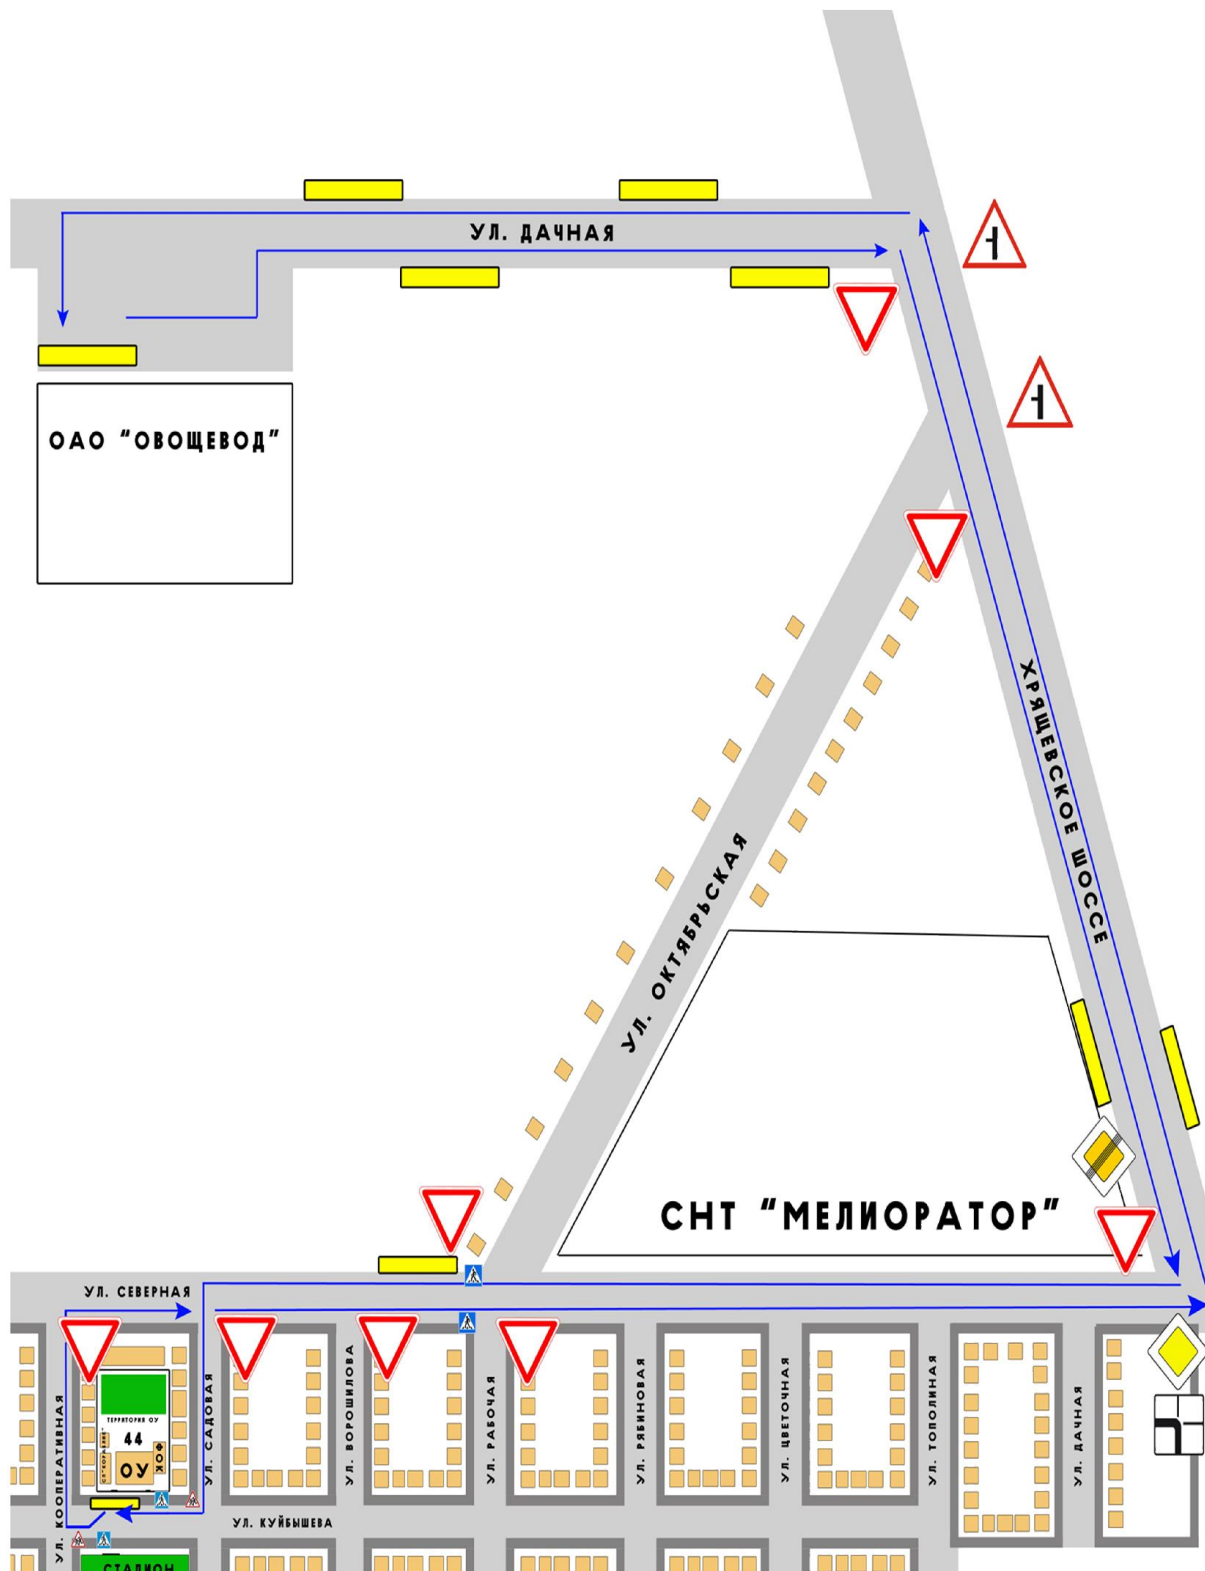 УЛ. ДАЧНАЯ
ОАО "ОВОЩЕВОД"
ХРЯЩЕВСКОЕ ШОССЕ
УЛ. ОКТЯБРЬСКАЯ
СНТ "МЕЛИОРАТОР"
УЛ. СЕВЕРНАЯ
УЛ. КООПЕРАТИВНАЯ
ТЕРРИТОРИЯ ОУ
44
ОУ
ФОК
УЛ. САДОВАЯ
УЛ. ВОРОШИЛОВА
УЛ. РАБОЧАЯ
УЛ. РЯБИНОВАЯ
УЛ. ЦВЕТОЧНАЯ
УЛ. ТОПОЛИНАЯ
УЛ. ДАЧНАЯ
УЛ. КУЙБЫШЕВА
СТАДИОН